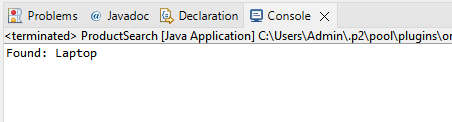 Problems @ Javadoc Declaration Console
<terminated> ProductSearch [Java Application] C:\Users\Admin\.p2\pool\plugins\or
Found: Laptop